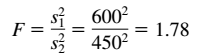 F = s₁²/s₂² = 600²/450² = 1.78